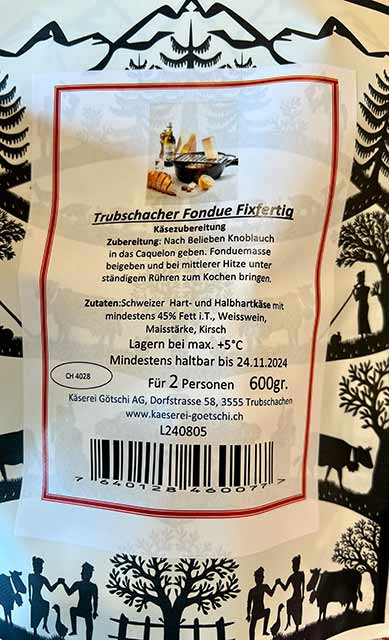 Trubschacher Fondue Fixfertig
Käsezubereitung
Zubereitung: Nach Belieben Knoblauch
in das Caquelon geben. Fonduemasse
beigeben und bei mittlerer Hitze unter
ständigem Rühren zum Kochen bringen.
Zutaten:Schweizer Hart- und Halbhartkäse mit
mindestens 45% Fett i.T., Weisswein,
Maisstärke, Kirsch
Lagern bei max. +5°C
Mindestens haltbar bis 24.11.2024
CH 4028
Für 2 Personen 600gr.
Käserei Götschi AG, Dorfstrasse 58, 3555 Trubschachen
www.kaeserei-goetschi.ch
L240805
7 640128 460077 >